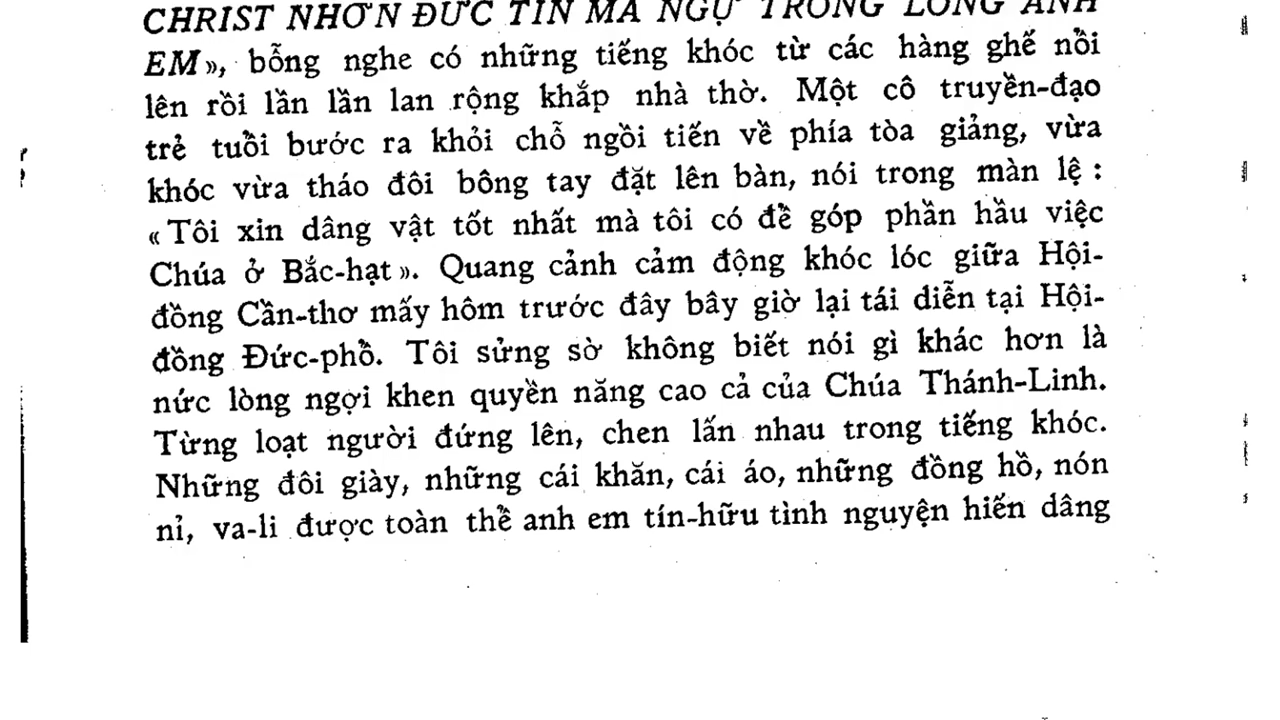 CHRIST NHƠN ĐỨC TIN MÀ NGỰ TRONG LÒNG ANH
EM», bỗng nghe có những tiếng khóc từ các hàng ghế nổi
lên rồi lần lần lan rộng khắp nhà thờ. Một cô truyền-đạo
trẻ tuổi bước ra khỏi chỗ ngồi tiến về phía tòa giảng, vừa
khóc vừa tháo đôi bông tay đặt lên bàn, nói trong màn lệ :
«Tôi xin dâng vật tốt nhất mà tôi có để góp phần hầu việc
Chúa ở Bắc-hạt». Quang cảnh cảm động khóc lóc giữa Hội-
đồng Cần-thơ mấy hôm trước đây bây giờ lại tái diễn tại Hội-
đồng Đức-phổ. Tôi sửng sờ không biết nói gì khác hơn là
nức lòng ngợi khen quyền năng cao cả của Chúa Thánh-Linh.
Từng loạt người đứng lên, chen lấn nhau trong tiếng khóc.
Những đôi giày, những cái khăn, cái áo, những đồng hồ, nón
nỉ, va-li được toàn thể anh em tín-hữu tình nguyện hiến dâng